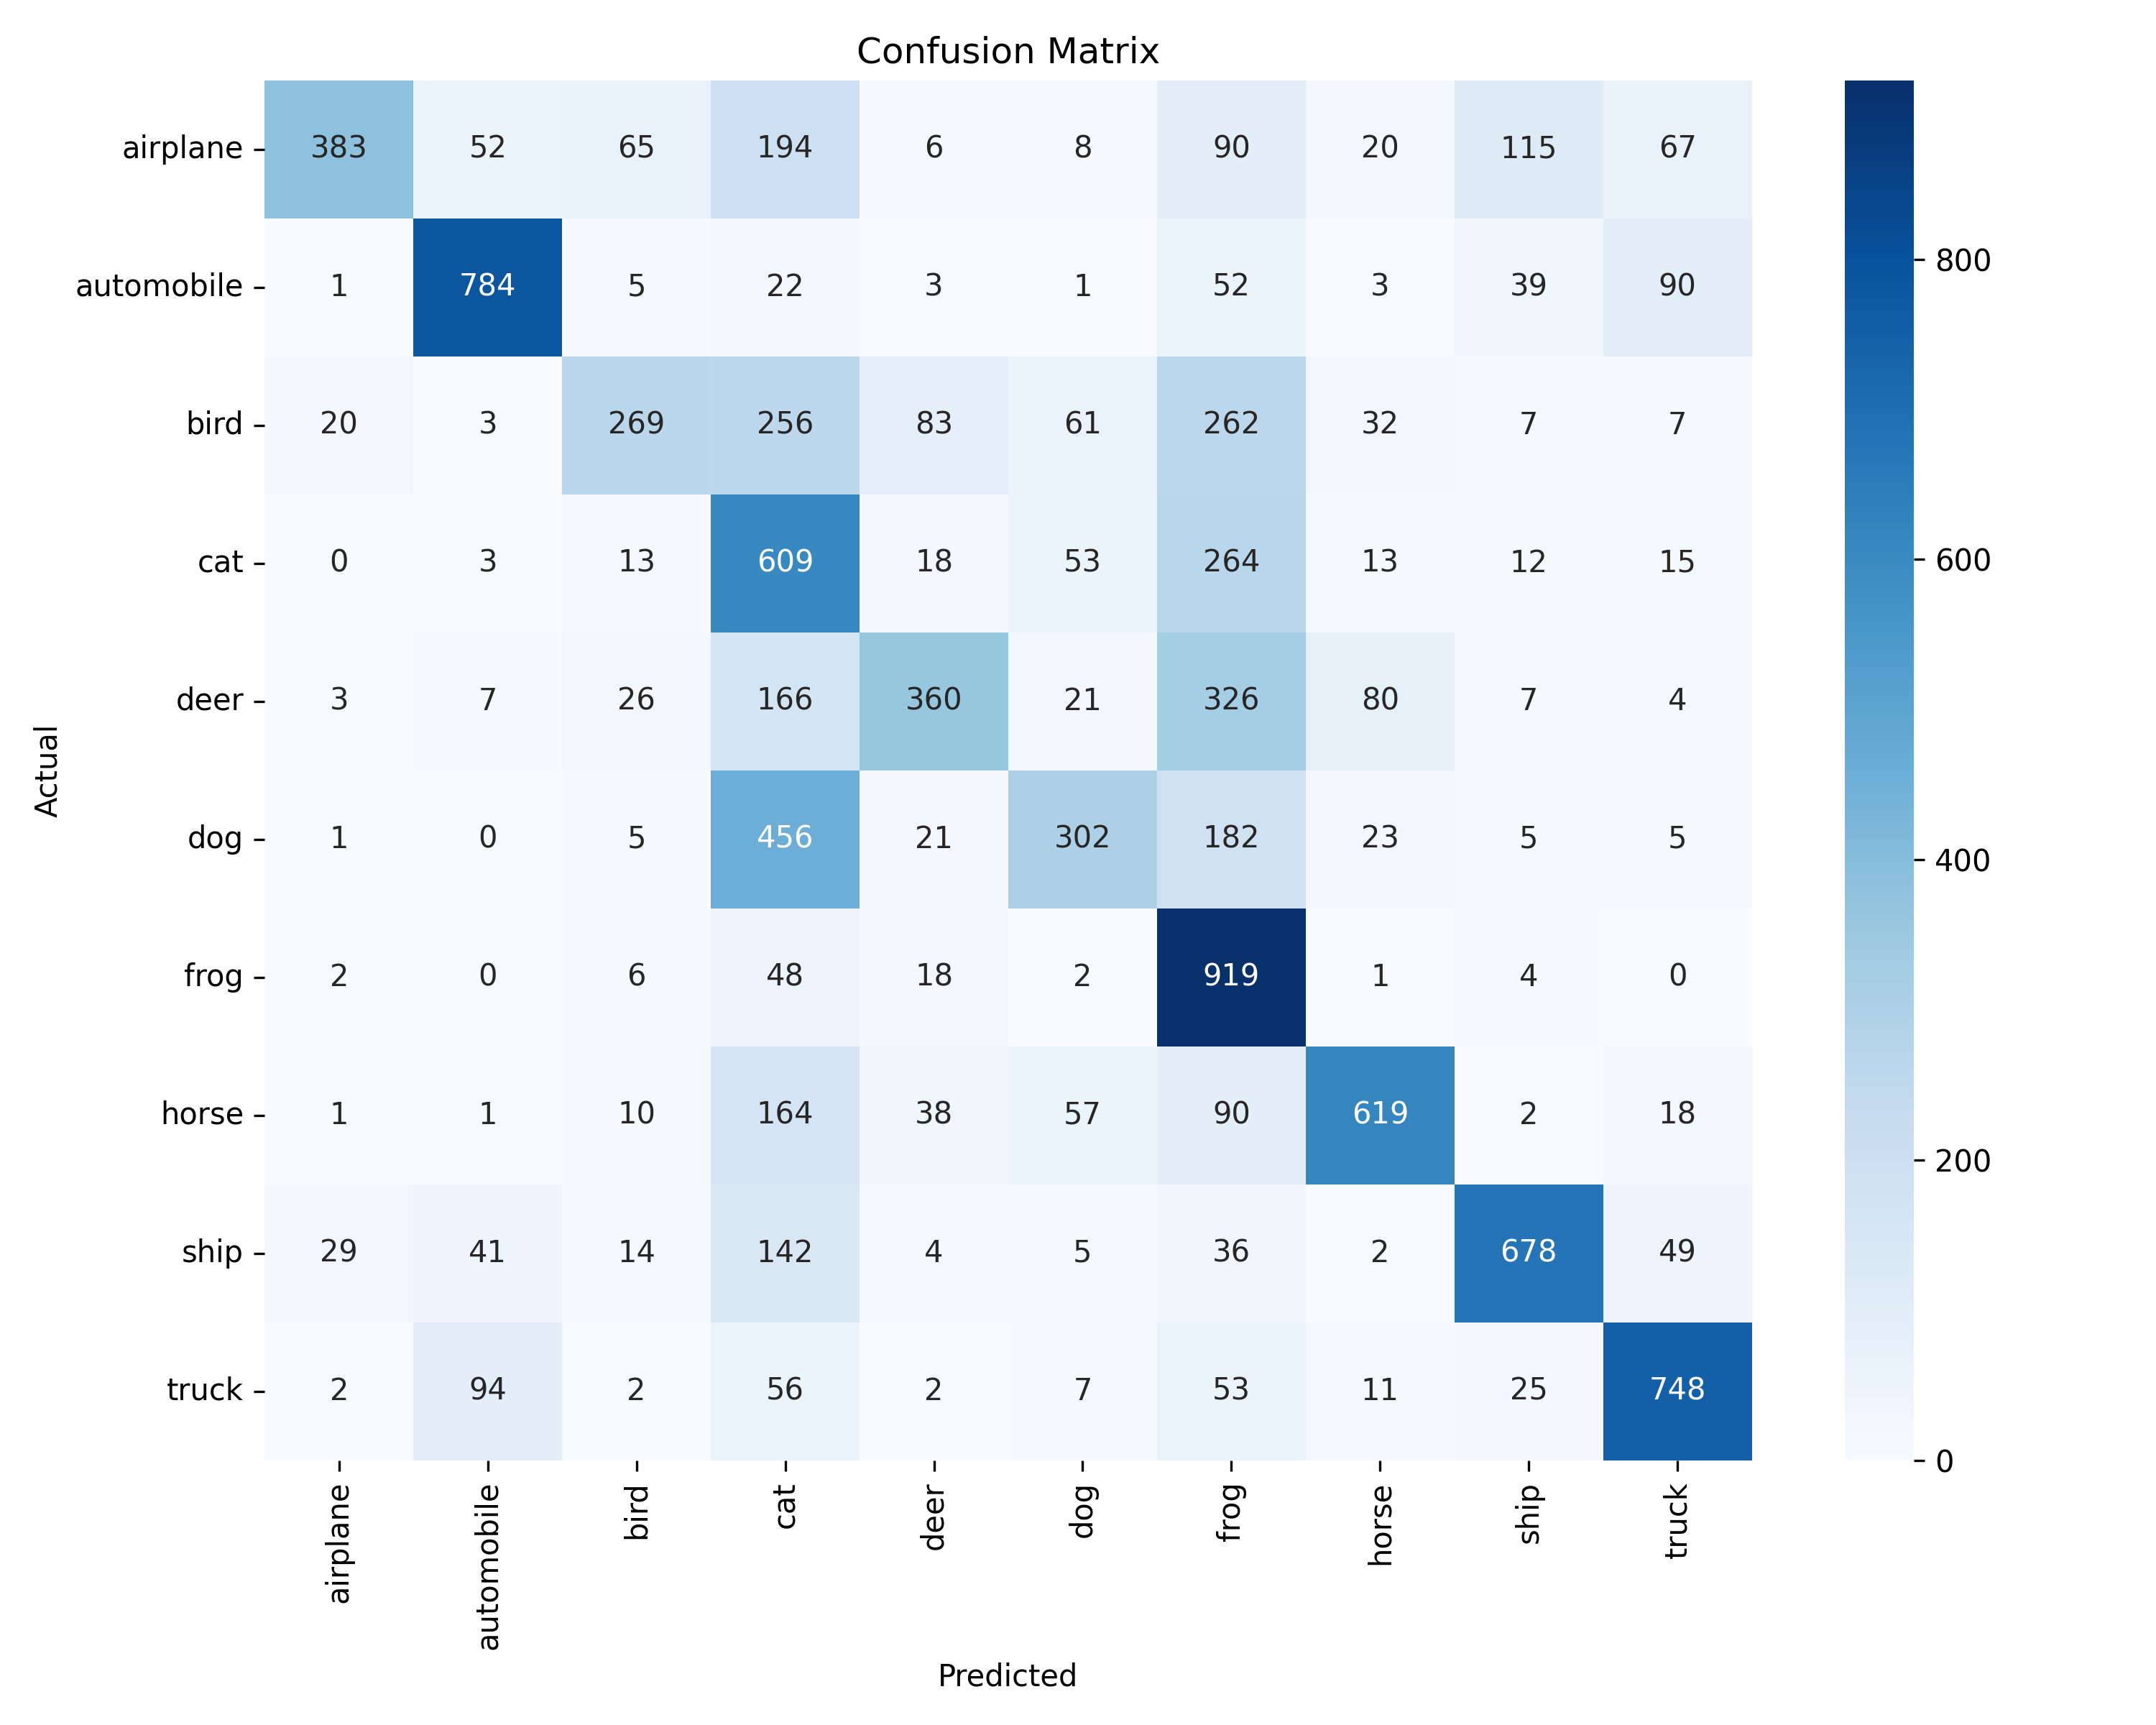 Confusion Matrix
airplane 383 52 65 194 6 8 90 20 115 67
automobile 1 784 5 22 3 1 52 3 39 90
bird 20 3 269 256 83 61 262 32 7 7
cat 0 3 13 609 18 53 264 13 12 15
deer 3 7 26 166 360 21 326 80 7 4
dog 1 0 5 456 21 302 182 23 5 5
frog 2 0 6 48 18 2 919 1 4 0
horse 1 1 10 164 38 57 90 619 2 18
ship 29 41 14 142 4 5 36 2 678 49
truck 2 94 2 56 2 7 53 11 25 748
airplane automobile bird cat deer dog frog horse ship truck
Predicted
Actual
800
600
400
200
0